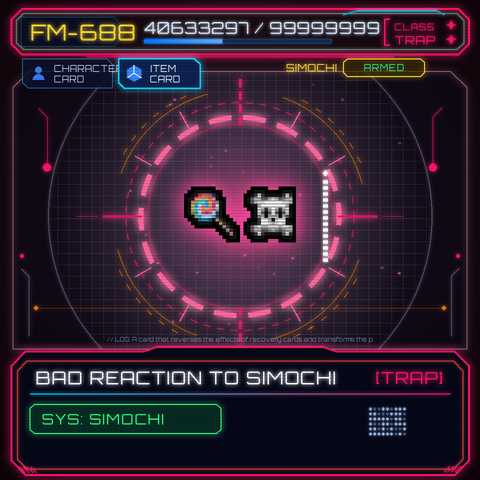 FM-688
40633297 / 99999999
CLASS
TRAP
CHARACTER
CARD
ITEM
CARD
SIMOCHI
ARMED
// LOG: A card that reverses the effects of recovery cards and transforms the p
BAD REACTION TO SIMOCHI
[TRAP]
SYS: SIMOCHI